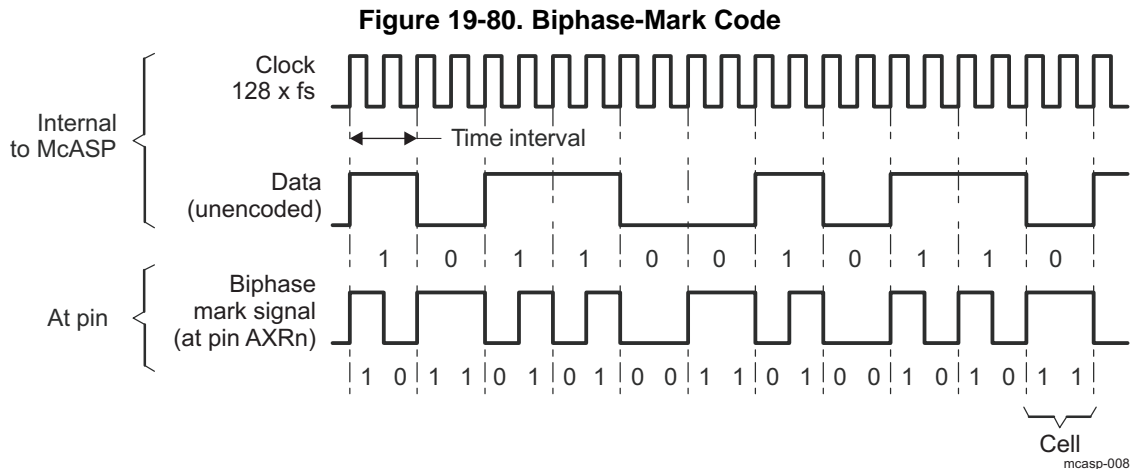 Figure 19-80. Biphase-Mark Code
Clock
128 x fs
Internal
to McASP
Time interval
Data
(unencoded)
1 0 1 1 0 0 1 0 1 1 0
Biphase
mark signal
(at pin AXRn)
At pin
1 0 1 1 0 1 0 1 0 0 1 1 0 1 0 0 1 0 1 0 1 1
Cell
mcasp-008